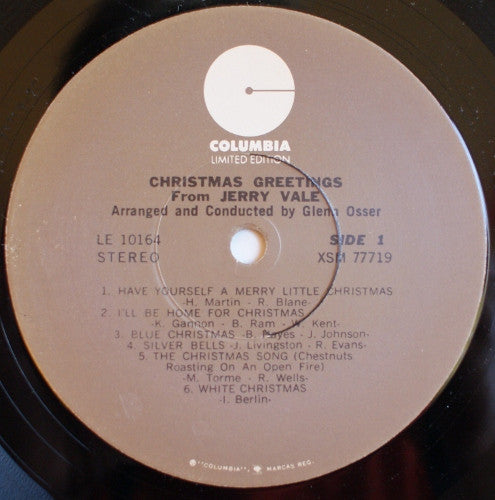 COLUMBIA
LIMITED EDITION
CHRISTMAS GREETINGS
From JERRY VALE
Arranged and Conducted by Glenn Osser
LE 10164 SIDE 1
STEREO XSM 77719
1. HAVE YOURSELF A MERRY LITTLE CHRISTMAS
-H. Martin - R. Blane-
2. I'LL BE HOME FOR CHRISTMAS
-K. Gannon - B. Ram - W. Kent-
3. BLUE CHRISTMAS -B. Hayes - J. Johnson-
4. SILVER BELLS -J. Livingston - R. Evans-
5. THE CHRISTMAS SONG (Chestnuts
Roasting On An Open Fire)
-M. Torme - R. Wells-
6. WHITE CHRISTMAS
-I. Berlin-
"COLUMBIA", MARCAS REG.